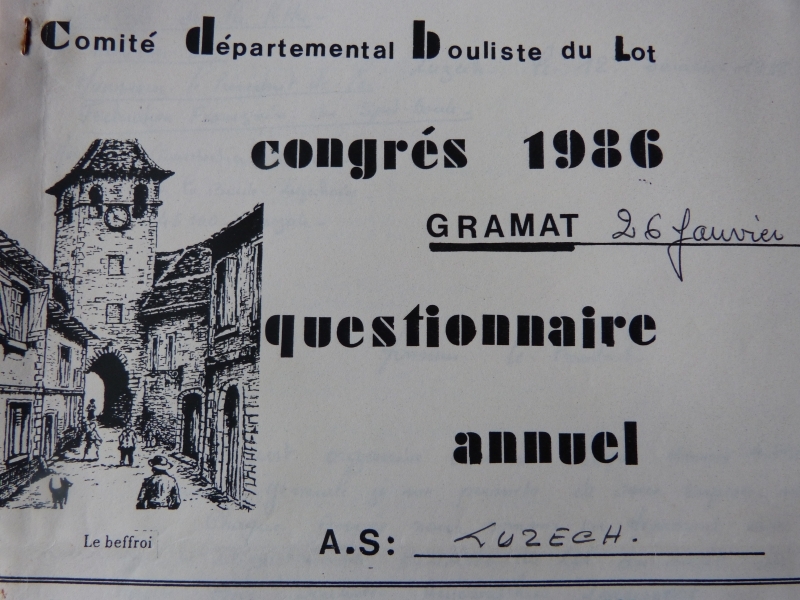 Comité départemental bouliste du Lot
congrés 1986
GRAMAT 26 Janvier
questionnaire
annuel
Le beffroi
A.S: LUZECH.